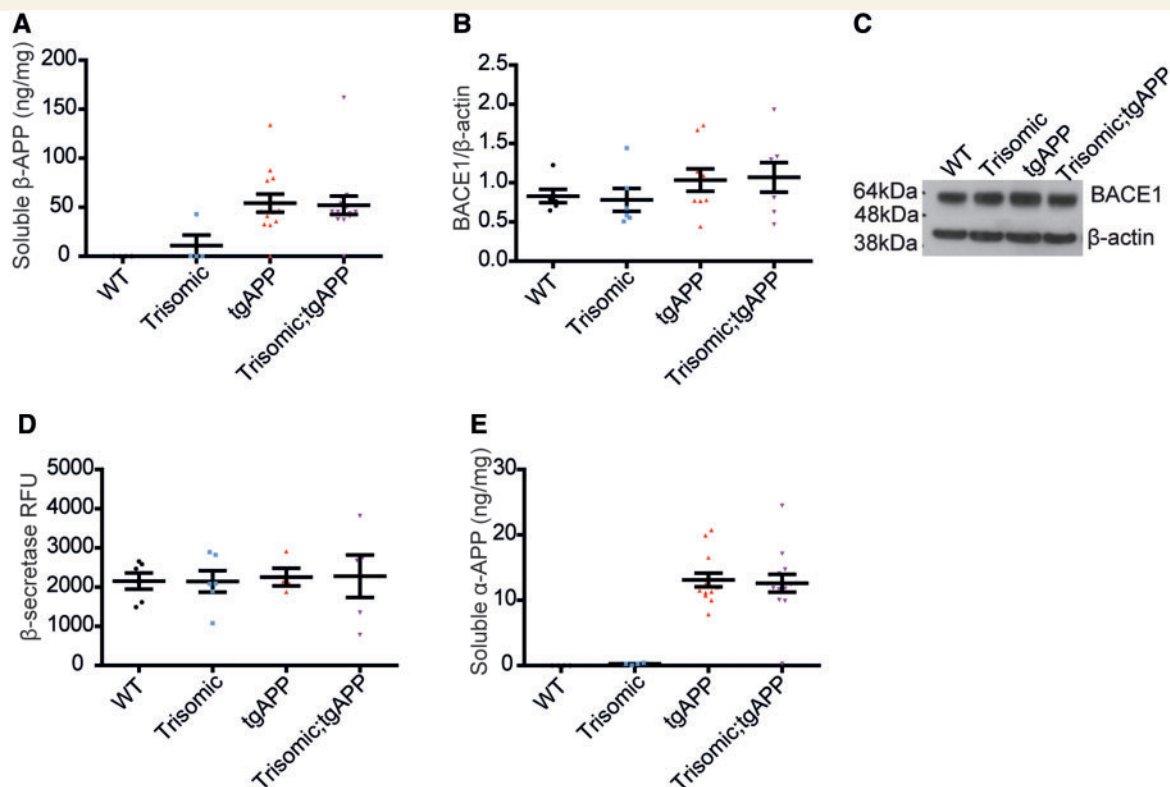 A
Soluble β-APP (ng/mg)
200
150
100
50
0
WT
Trisomic
tgAPP
Trisomic;tgAPP
B
BACE1/β-actin
2.5
2.0
1.5
1.0
0.5
0.0
WT
Trisomic
tgAPP
Trisomic;tgAPP
C
WT
Trisomic
tgAPP
Trisomic;tgAPP
64kDa
BACE1
48kDa
38kDa
β-actin
D
β-secretase RFU
5000
4000
3000
2000
1000
0
WT
Trisomic
tgAPP
Trisomic;tgAPP
E
Soluble α-APP (ng/mg)
30
20
10
0
WT
Trisomic
tgAPP
Trisomic;tgAPP